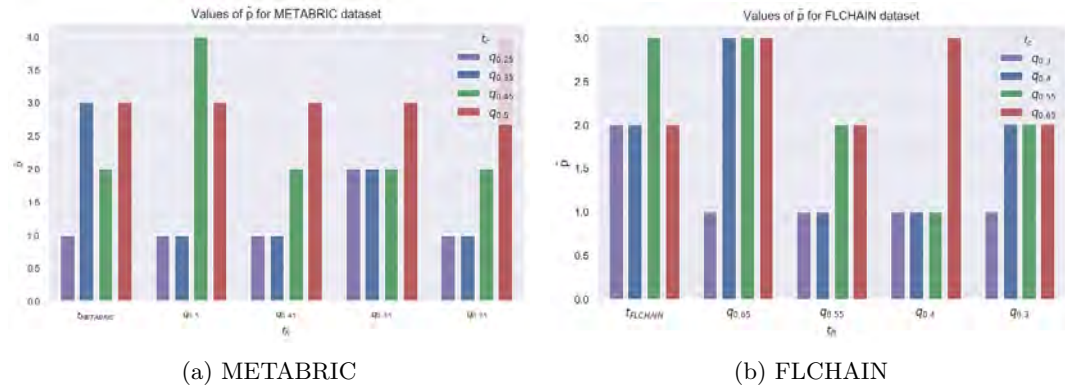 Values of p̃ for METABRIC dataset
4.0
3.5
3.0
2.5
2.0
1.5
1.0
0.5
0.0
p̃
t_c
q_0.25
q_0.35
q_0.45
q_0.5
t_METABRIC
q_0.5
q_0.45
q_0.35
q_0.25
t_R
(a) METABRIC
Values of p̃ for FLCHAIN dataset
3.0
2.5
2.0
1.5
1.0
0.5
0.0
p̃
t_c
q_0.3
q_0.4
q_0.55
q_0.65
t_FLCHAIN
q_0.65
q_0.55
q_0.4
q_0.3
t_R
(b) FLCHAIN